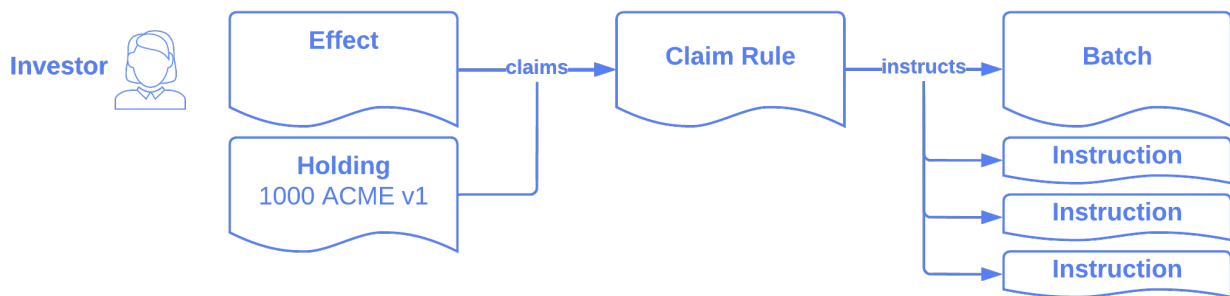 Investor
Effect
claims
Claim Rule
instructs
Batch
Holding
1000 ACME v1
Instruction
Instruction
Instruction